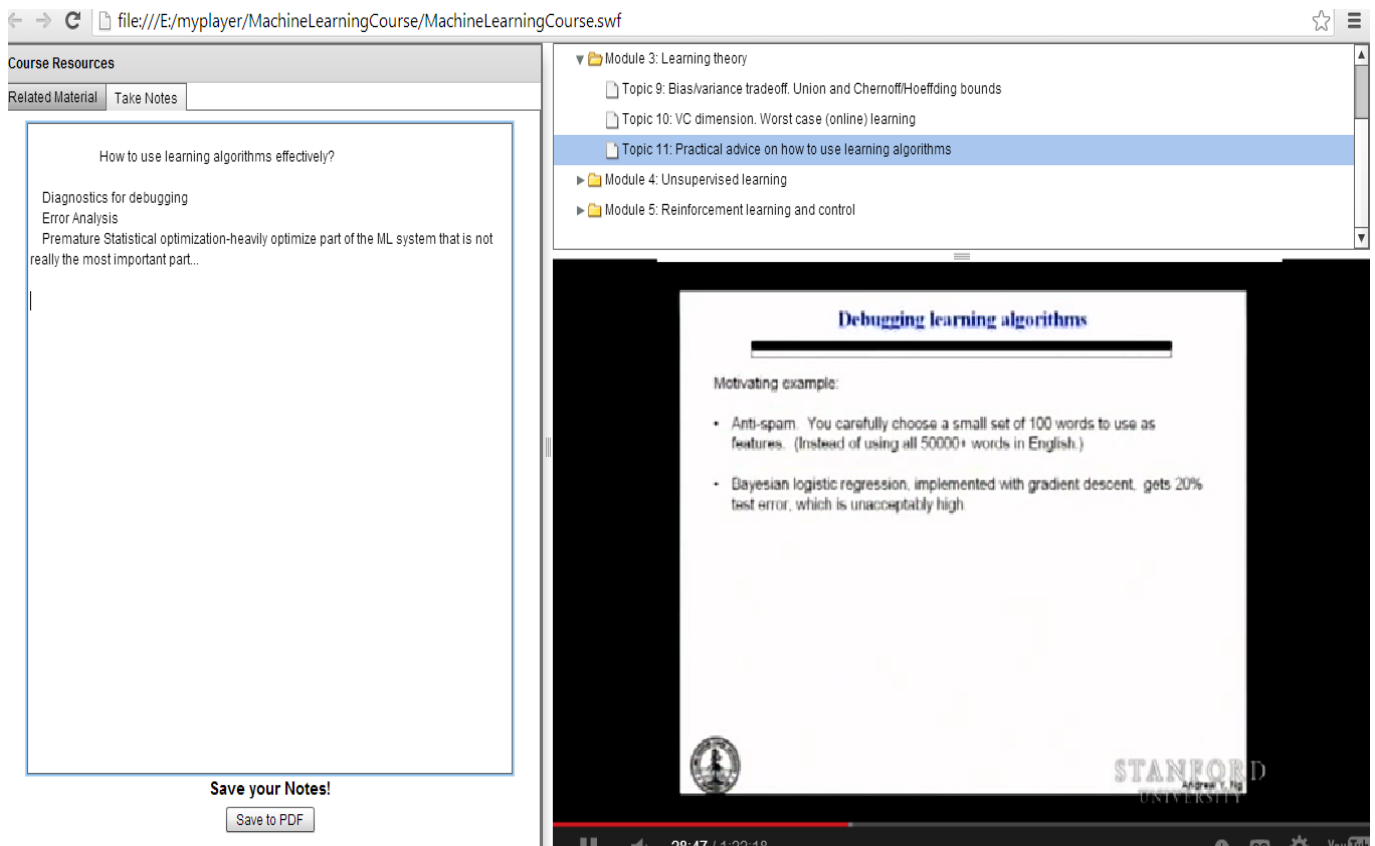 file:///E:/myplayer/MachineLearningCourse/MachineLearningCourse.swf
Course Resources
Related Material
Take Notes
How to use learning algorithms effectively?
Diagnostics for debugging
Error Analysis
Premature Statistical optimization-heavily optimize part of the ML system that is not
really the most important part...
Save your Notes!
Save to PDF
Module 3: Learning theory
Topic 9: Bias/variance tradeoff. Union and Chernoff/Hoeffding bounds
Topic 10: VC dimension. Worst case (online) learning
Topic 11: Practical advice on how to use learning algorithms
Module 4: Unsupervised learning
Module 5: Reinforcement learning and control
Debugging learning algorithms
Motivating example:
• Anti-spam. You carefully choose a small set of 100 words to use as
features. (Instead of using all 50000+ words in English.)
• Bayesian logistic regression, implemented with gradient descent, gets 20%
test error, which is unacceptably high
STANFORD
Andrew Y. Ng
UNIVERSITY
28:47 / 1:22:18
YouTub